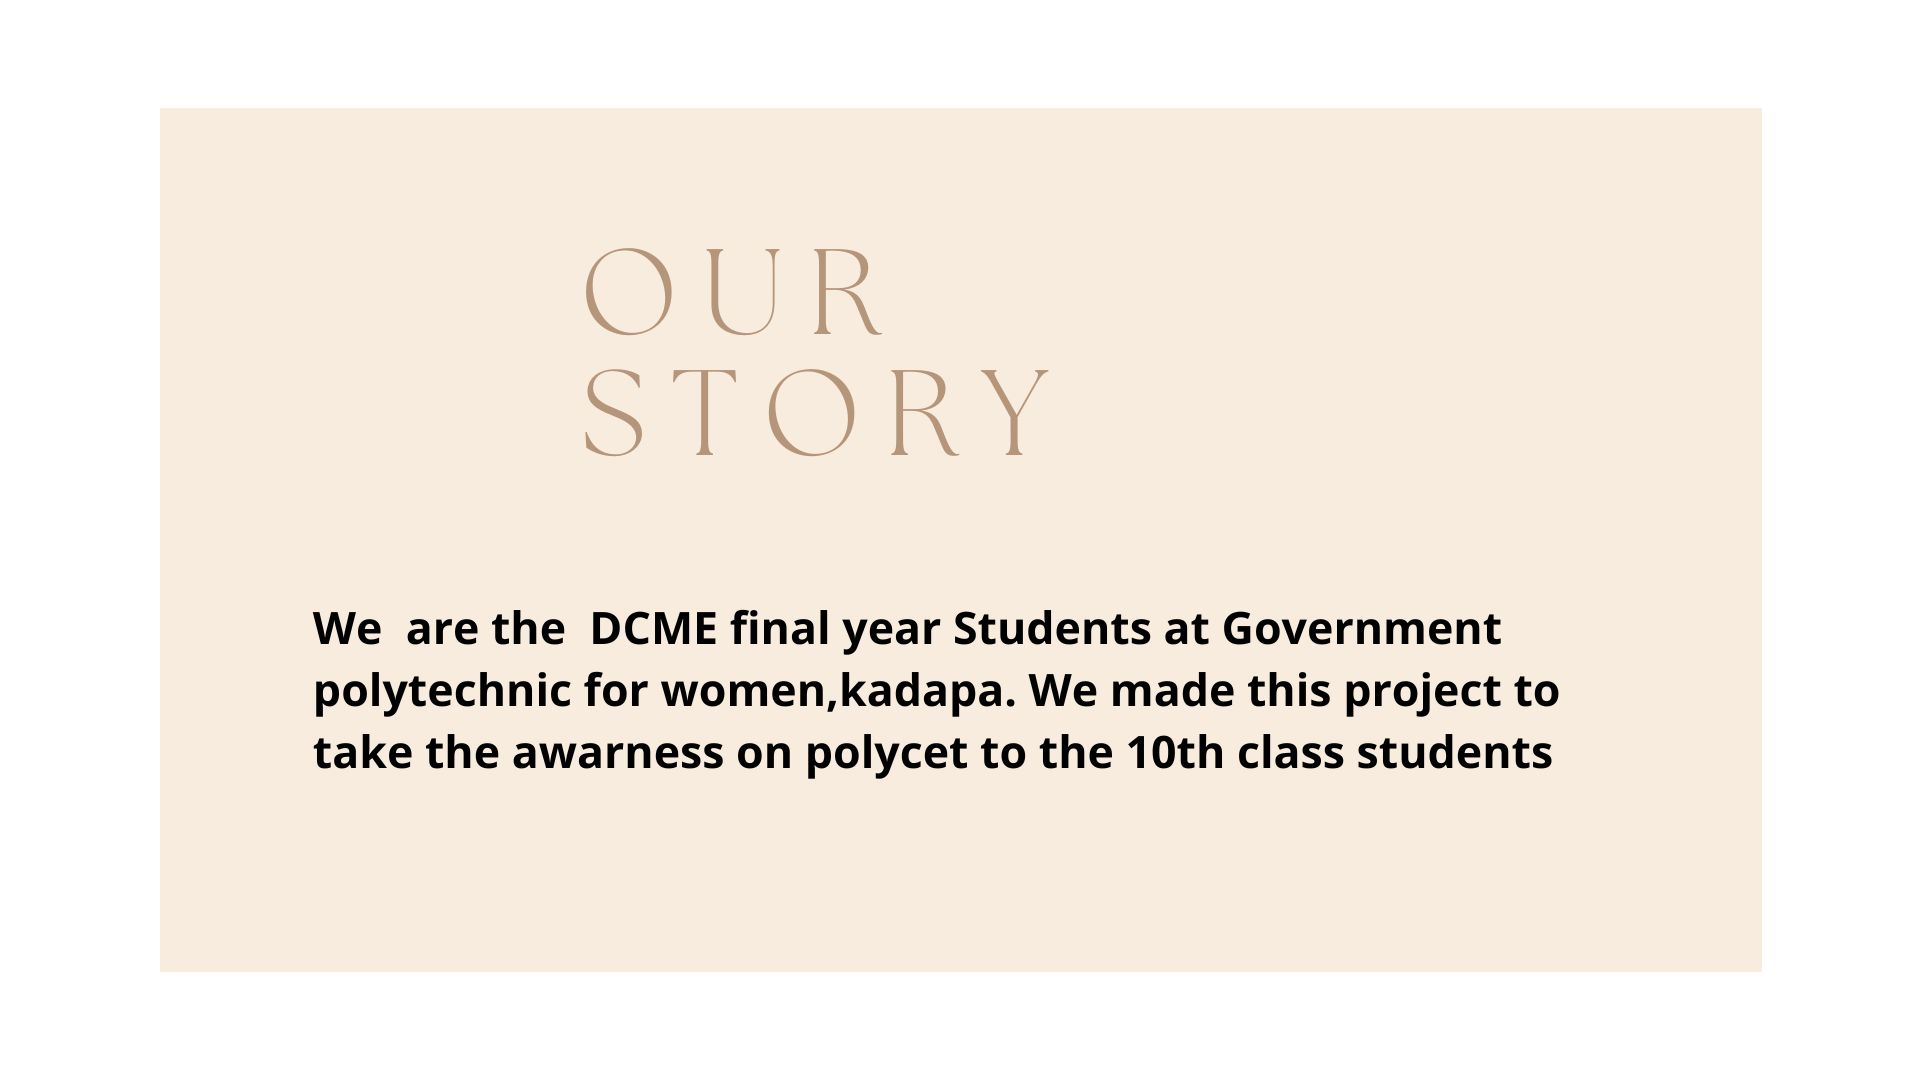 OUR
STORY
We  are the  DCME final year Students at Government
polytechnic for women,kadapa. We made this project to
take the awarness on polycet to the 10th class students